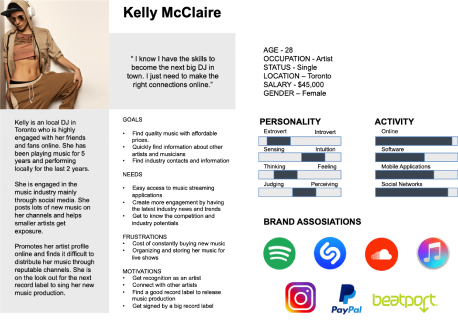 Kelly McClaire
" I know I have the skills to
become the next big DJ in
town. I just need to make the
right connections online."
AGE - 28
OCCUPATION - Artist
STATUS - Single
LOCATION – Toronto
SALARY - $45,000
GENDER – Female
Kelly is an local DJ in
Toronto who is highly
engaged with her friends
and fans online. She has
been playing music for 5
years and performing
locally for the last 2 years.
She is engaged in the
music industry mainly
through social media. She
posts lots of new music on
her channels and helps
smaller artists get
exposure.
Promotes her artist profile
online and finds it difficult to
distribute her music through
reputable channels. She is
on the look out for the next
record label to sing her new
music production.
GOALS
• Find quality music with affordable
prices.
• Quickly find information about other
artists and musicians
• Find industry contacts and information
NEEDS
• Easy access to music streaming
applications
• Create more engagement by having
the latest industry news and trends
• Get to know the competition and
industry potentials
FRUSTRATIONS
• Cost of constantly buying new music
• Organizing and storing her music for
live shows
MOTIVATIONS
• Get recognition as an artist
• Connect with other artists
• Find a good record label to release
music production
• Get signed by a big record label
PERSONALITY
Extrovert Introvert
Sensing Intuition
Thinking Feeling
Judging Perceiving
ACTIVITY
Online
Software
Mobile Applications
Social Networks
BRAND ASSOSIATIONS
PayPal
beatport